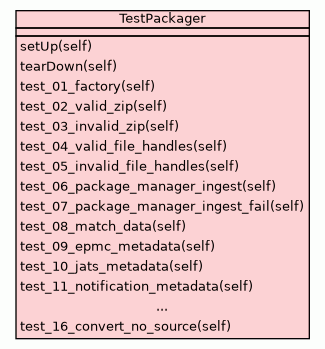 TestPackager
setUp(self)
tearDown(self)
test_01_factory(self)
test_02_valid_zip(self)
test_03_invalid_zip(self)
test_04_valid_file_handles(self)
test_05_invalid_file_handles(self)
test_06_package_manager_ingest(self)
test_07_package_manager_ingest_fail(self)
test_08_match_data(self)
test_09_epmc_metadata(self)
test_10_jats_metadata(self)
test_11_notification_metadata(self)
...
test_16_convert_no_source(self)